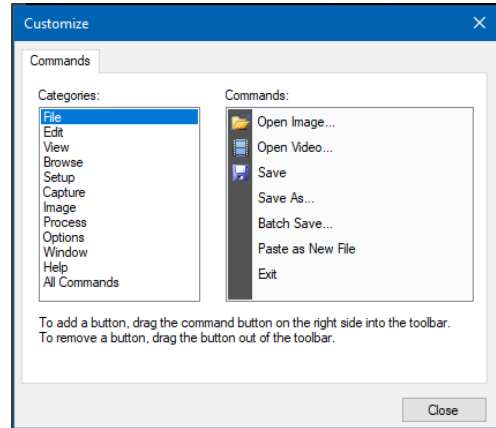 Customize
Commands
Categories:
File
Edit
View
Browse
Setup
Capture
Image
Process
Options
Window
Help
All Commands
Commands:
Open Image...
Open Video...
Save
Save As...
Batch Save...
Paste as New File
Exit
To add a button, drag the command button on the right side into the toolbar.
To remove a button, drag the button out of the toolbar.
Close